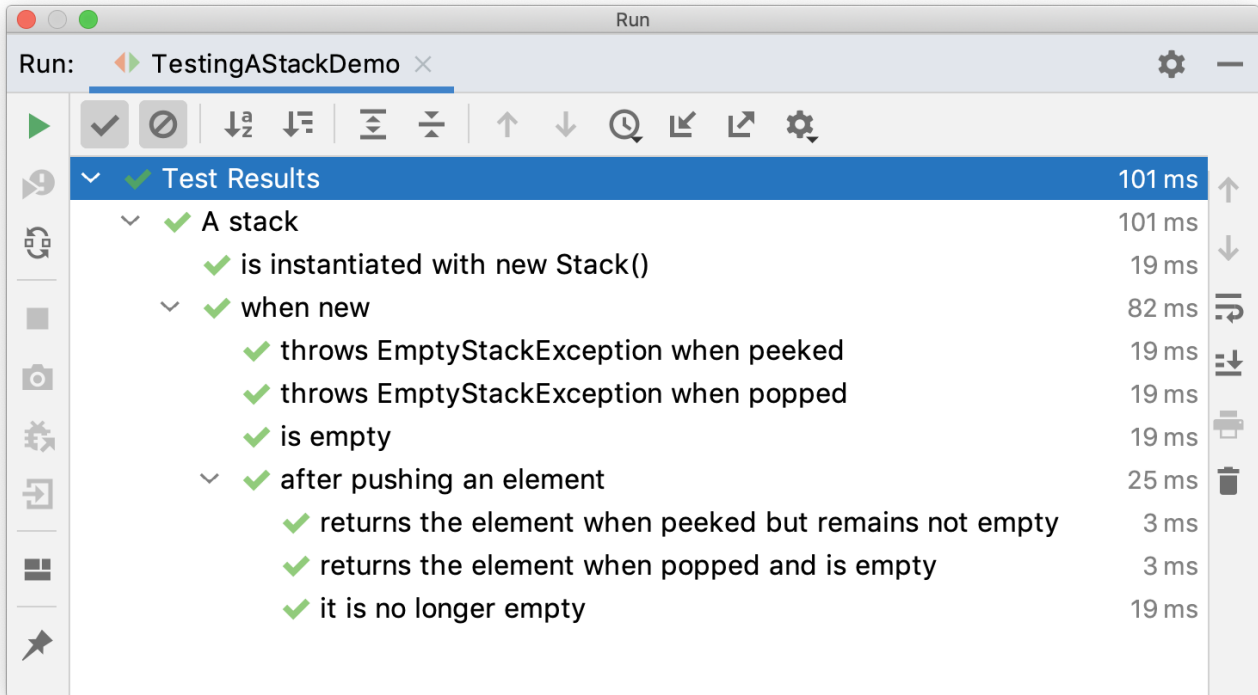 Run
Run: TestingAStackDemo
Test Results 101 ms
A stack 101 ms
is instantiated with new Stack() 19 ms
when new 82 ms
throws EmptyStackException when peeked 19 ms
throws EmptyStackException when popped 19 ms
is empty 19 ms
after pushing an element 25 ms
returns the element when peeked but remains not empty 3 ms
returns the element when popped and is empty 3 ms
it is no longer empty 19 ms